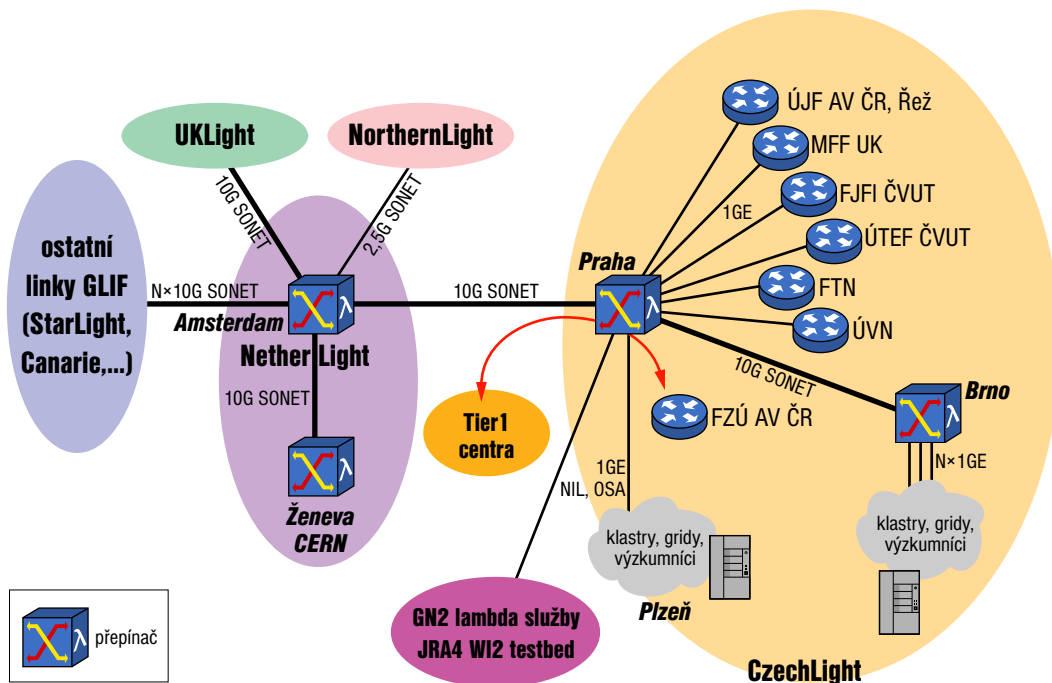 ÚJF AV ČR, Řež
UKLight
NorthernLight
MFF UK
10G SONET
2,5G SONET
1GE
FJFI ČVUT
ostatní
linky GLIF
(StarLight,
Canarie,...)
ÚTEF ČVUT
Praha
N×10G SONET
Amsterdam
λ
10G SONET
λ
FTN
ÚVN
NetherLight
10G SONET
10G SONET
Brno
λ
Tier1
centra
FZÚ AV ČR
N×1GE
λ
1GE
NIL, OSA
Ženeva
CERN
klastry, gridy,
výzkumníci
klastry, gridy,
výzkumníci
Plzeň
GN2 lambda služby
JRA4 WI2 testbed
λ
přepínač
CzechLight